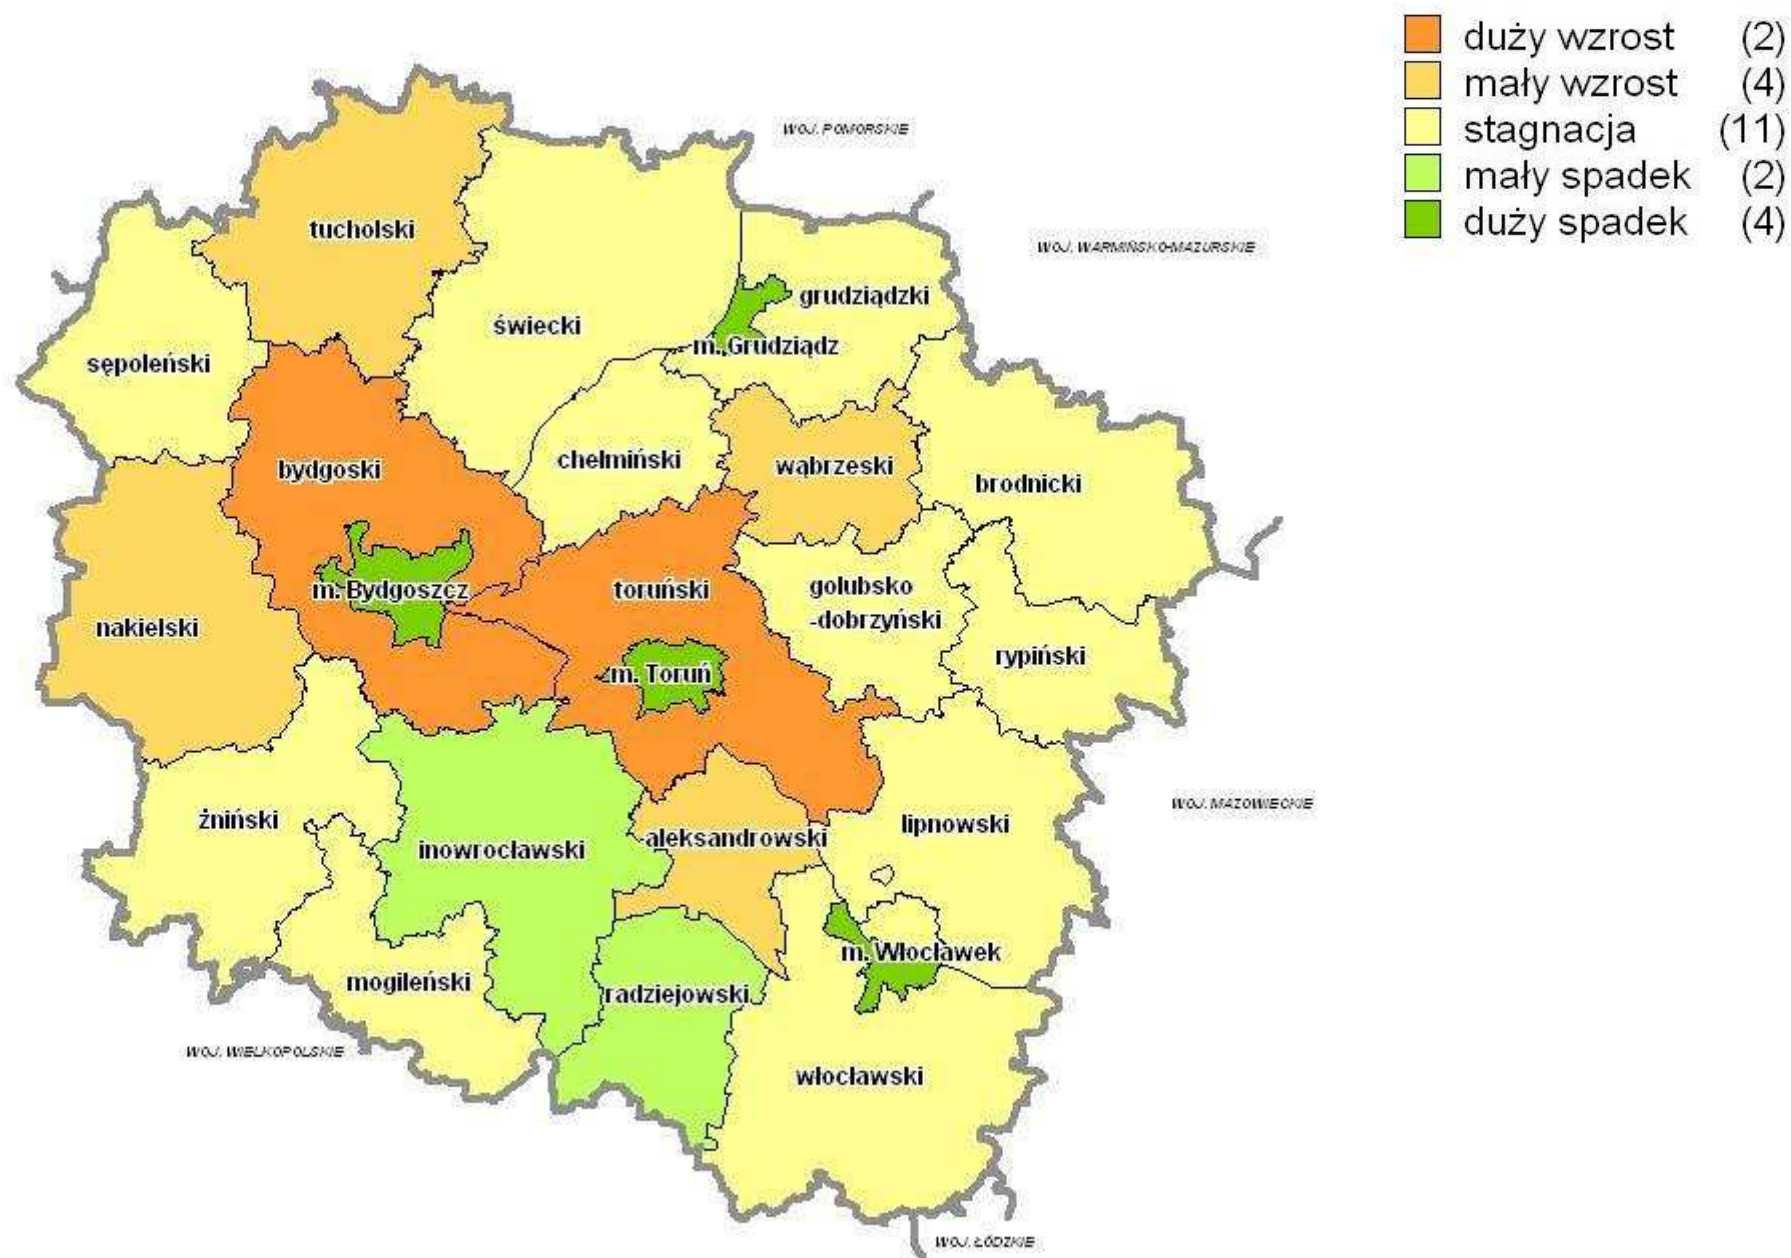 duży wzrost (2)
mały wzrost (4)
stagnacja (11)
mały spadek (2)
duży spadek (4)
WOJ. POMORSKIE
WOJ. WARMIŃSKO-MAZURSKIE
tucholski
grudziądzki
świecki
m. Grudziądz
sępoleński
chełmiński
wąbrzeski
bydgoski
brodnicki
m. Bydgoszcz
toruński
golubsko
-dobrzyński
nakielski
rypiński
m. Toruń
WOJ. MAZOWIECKIE
żniński
lipnowski
aleksandrowski
inowrocławski
m. Włocławek
mogileński
radziejowski
WOJ. WIELKOPOLSKIE
włocławski
WOJ. ŁÓDZKIE